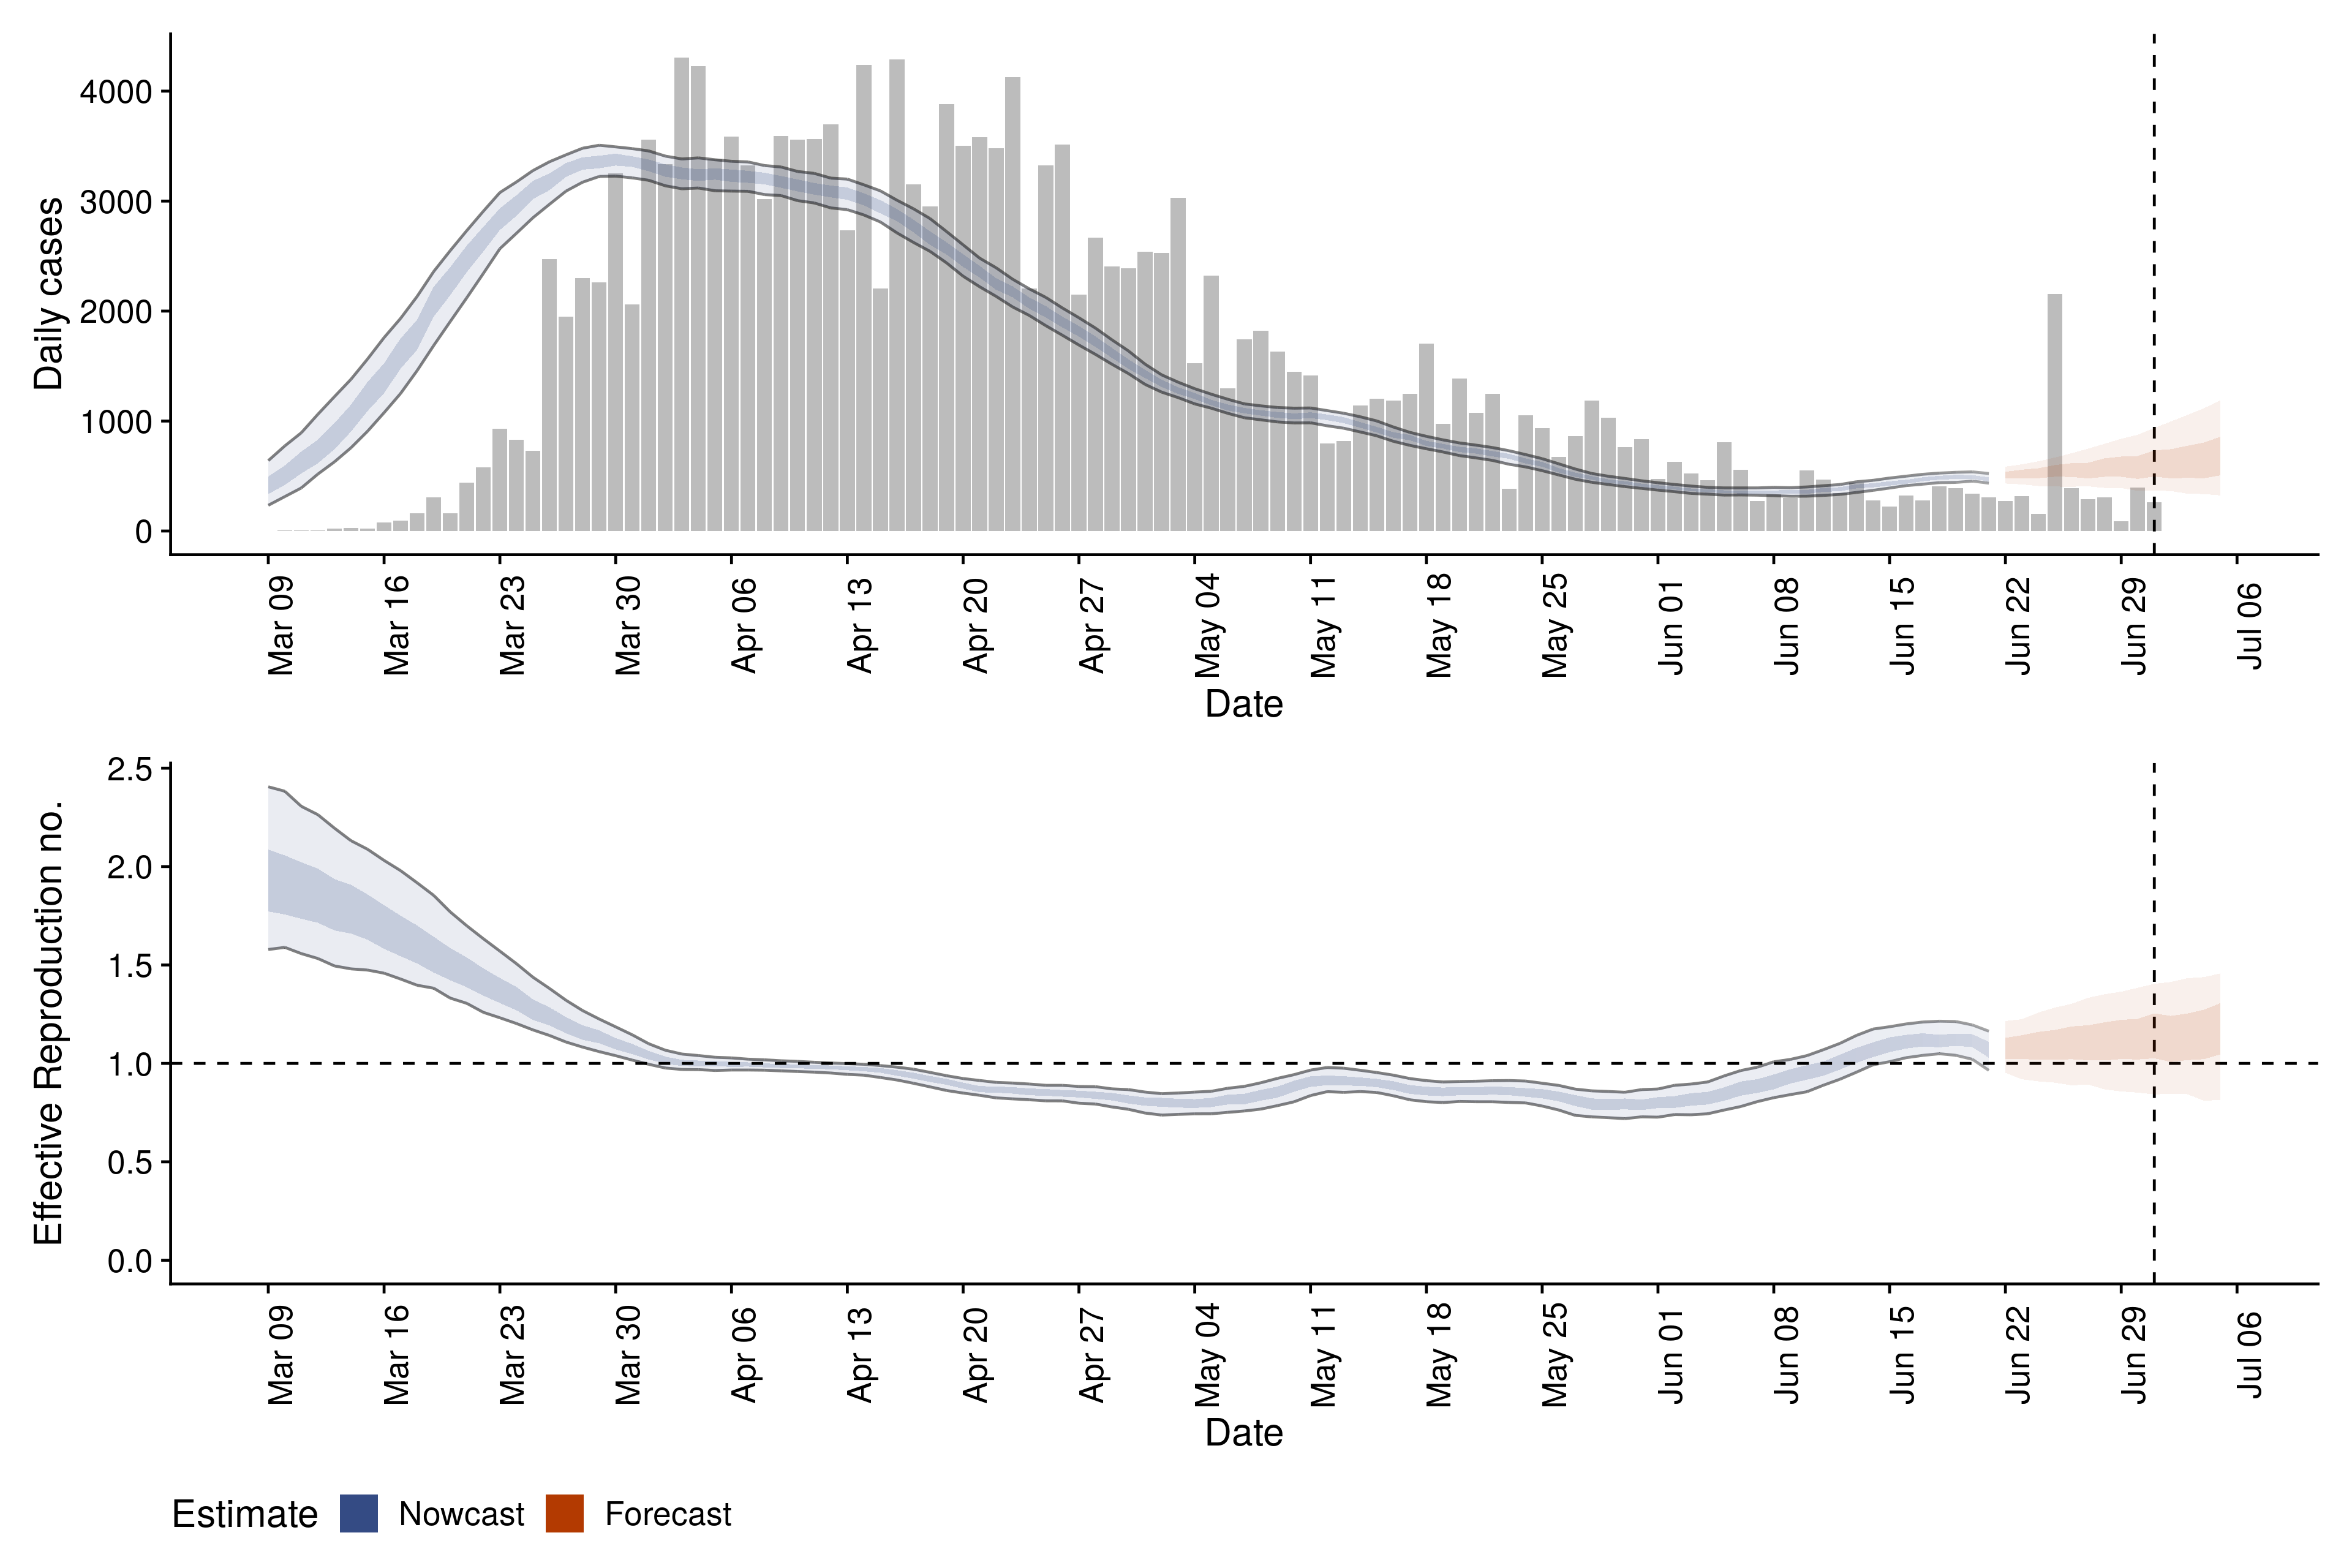 Daily cases
4000
3000
2000
1000
0
Mar 09
Mar 16
Mar 23
Mar 30
Apr 06
Apr 13
Apr 20
Apr 27
May 04
May 11
May 18
May 25
Jun 01
Jun 08
Jun 15
Jun 22
Jun 29
Jul 06
Date
Effective Reproduction no.
2.5
2.0
1.5
1.0
0.5
0.0
Mar 09
Mar 16
Mar 23
Mar 30
Apr 06
Apr 13
Apr 20
Apr 27
May 04
May 11
May 18
May 25
Jun 01
Jun 08
Jun 15
Jun 22
Jun 29
Jul 06
Date
Estimate Nowcast Forecast